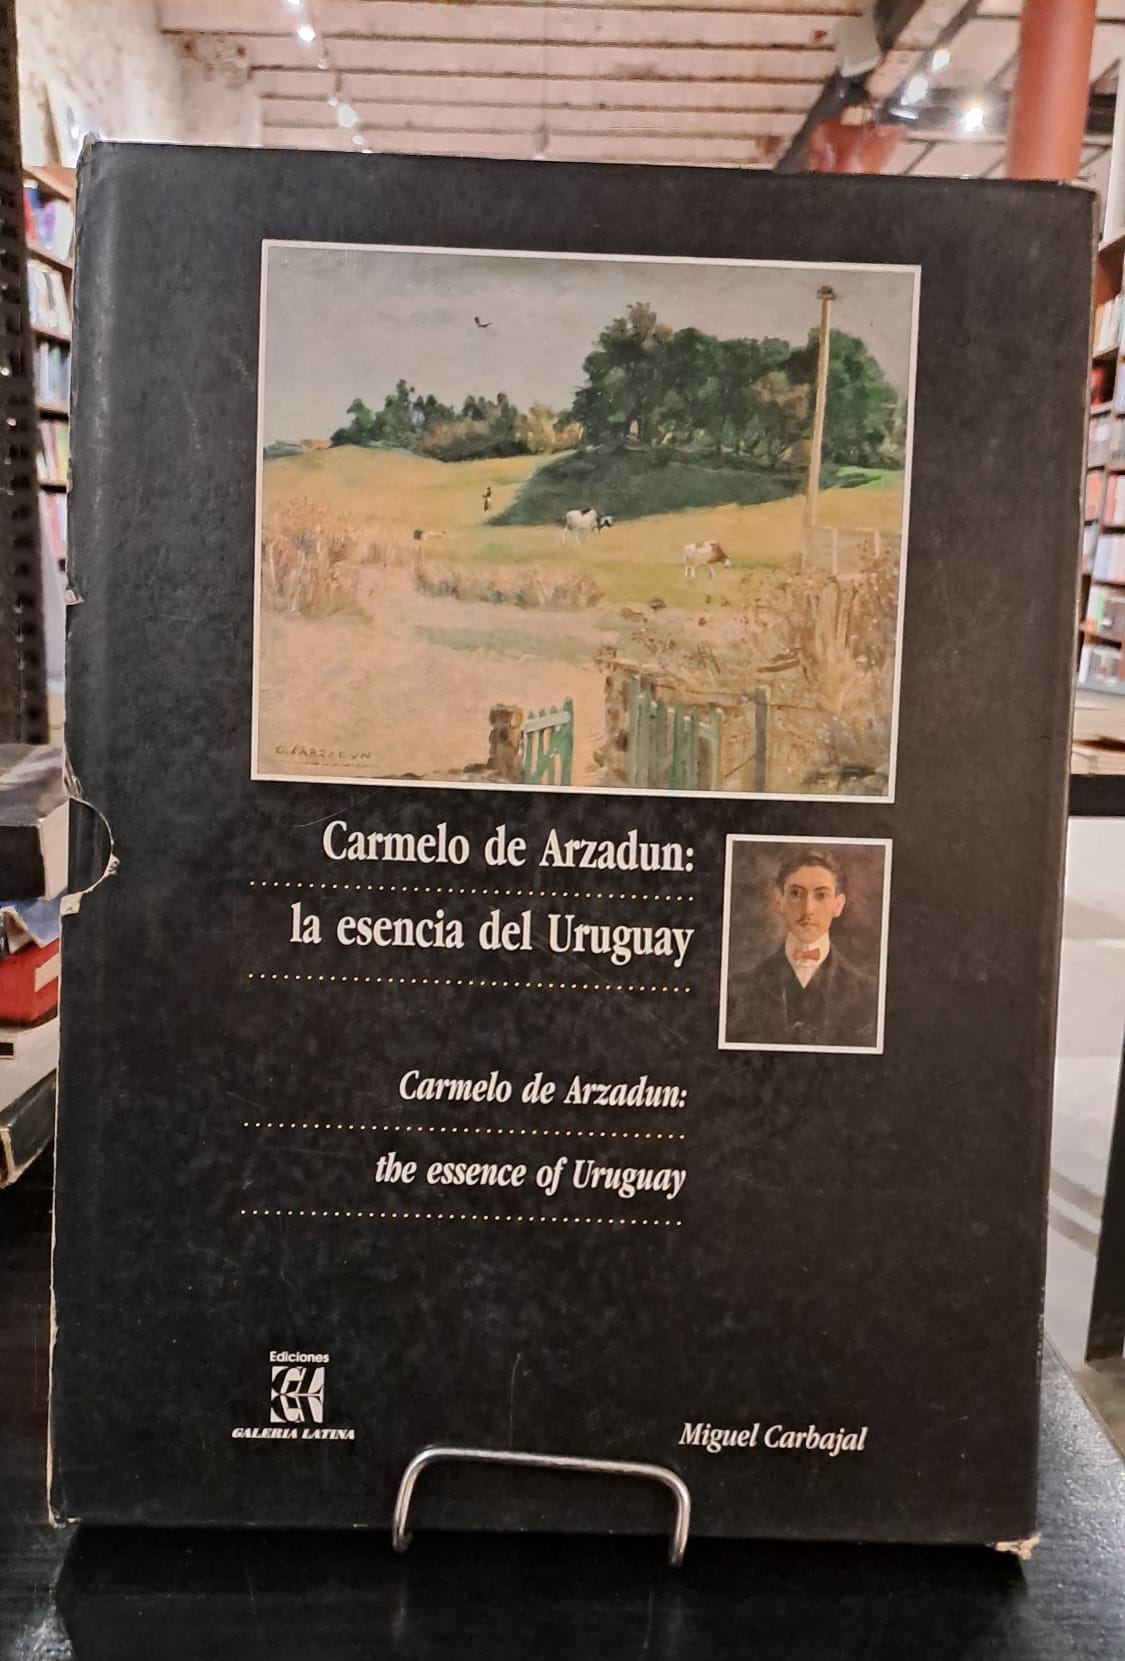 C. de ARZADUN
Carmelo de Arzadun:
la esencia del Uruguay
Carmelo de Arzadun:
the essence of Uruguay
Ediciones
GALERIA LATINA
Miguel Carbajal